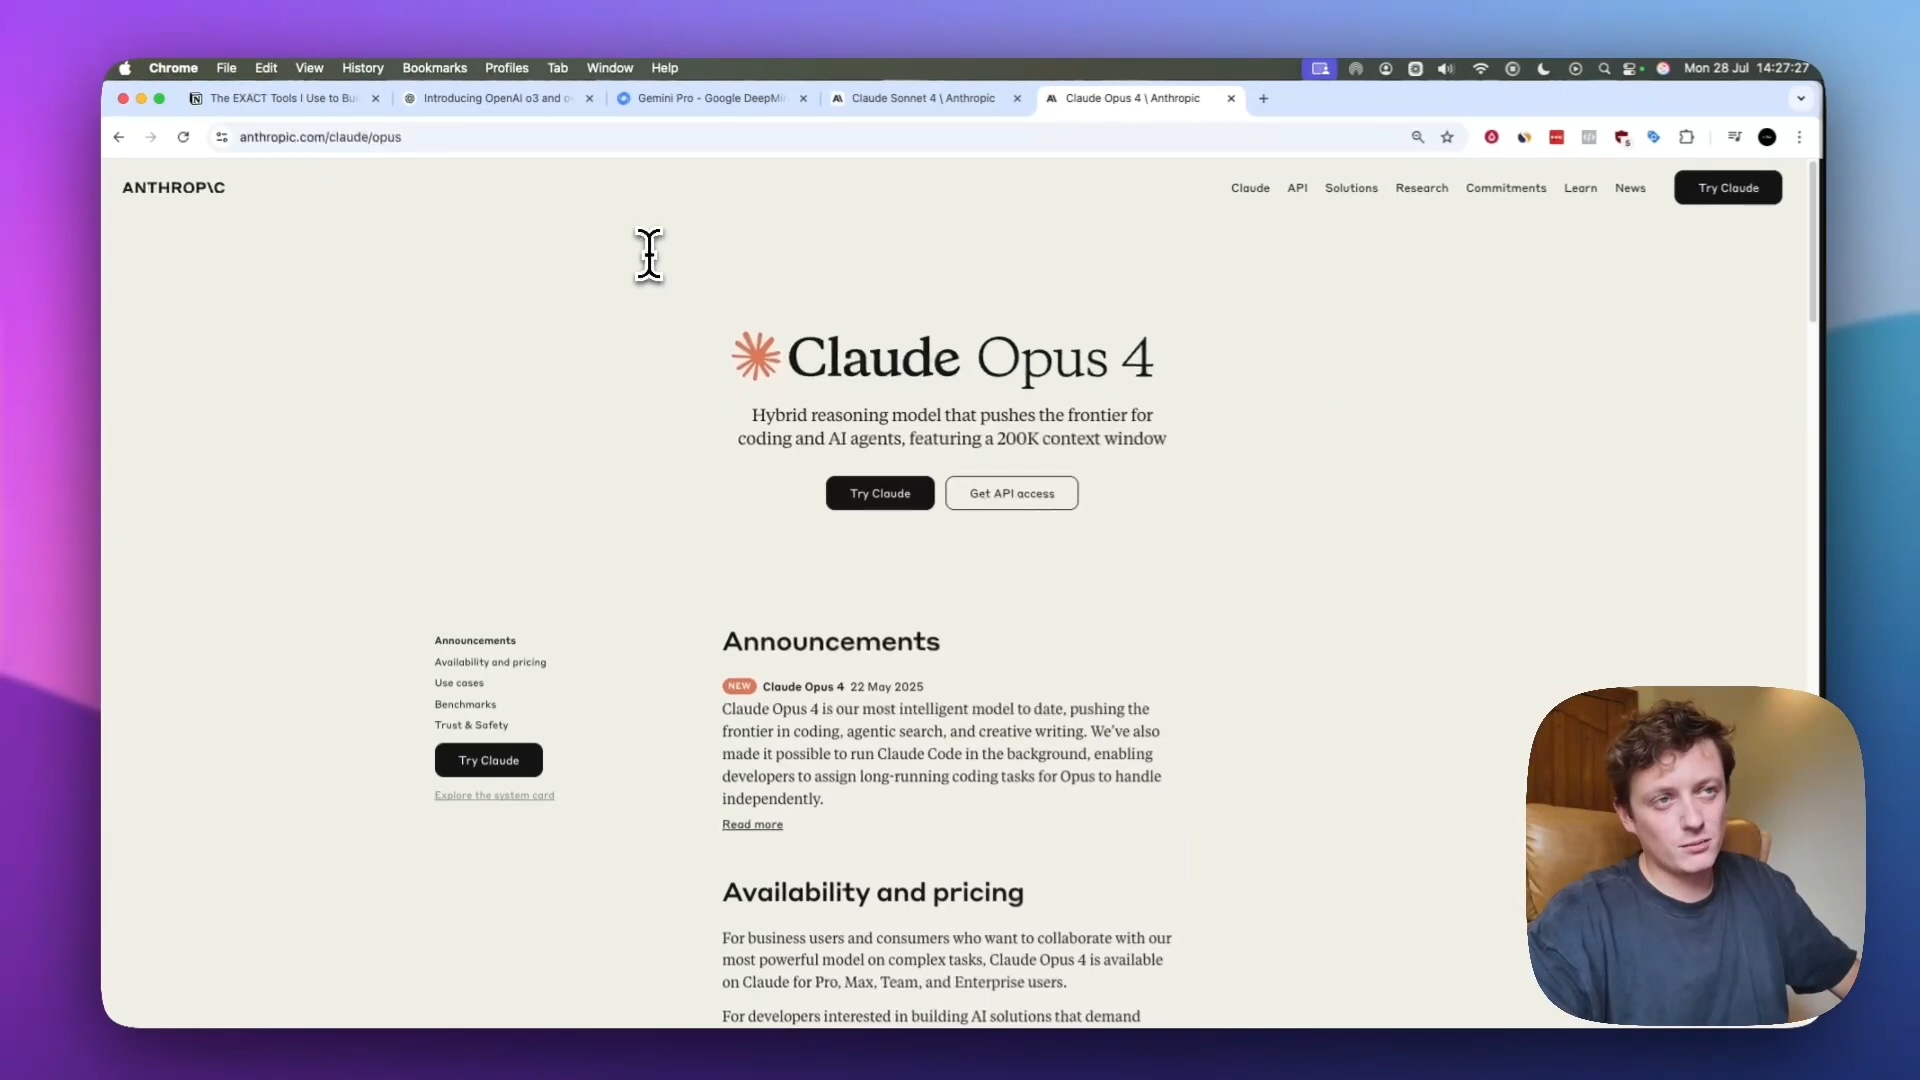 Chrome File Edit View History Bookmarks Profiles Tab Window Help Mon 28 Jul 14:27:27
The EXACT Tools I Use to Bui Introducing OpenAI o3 and o Gemini Pro - Google DeepMin Claude Sonnet 4 \ Anthropic Claude Opus 4 \ Anthropic
anthropic.com/claude/opus
ANTHROP\C Claude API Solutions Research Commitments Learn News Try Claude
Claude Opus 4
Hybrid reasoning model that pushes the frontier for
coding and AI agents, featuring a 200K context window
Try Claude Get API access
Announcements
Availability and pricing
Use cases
Benchmarks
Trust & Safety
Try Claude
Explore the system card
Announcements
NEW Claude Opus 4 22 May 2025
Claude Opus 4 is our most intelligent model to date, pushing the
frontier in coding, agentic search, and creative writing. We've also
made it possible to run Claude Code in the background, enabling
developers to assign long-running coding tasks for Opus to handle
independently.
Read more
Availability and pricing
For business users and consumers who want to collaborate with our
most powerful model on complex tasks, Claude Opus 4 is available
on Claude for Pro, Max, Team, and Enterprise users.
For developers interested in building AI solutions that demand